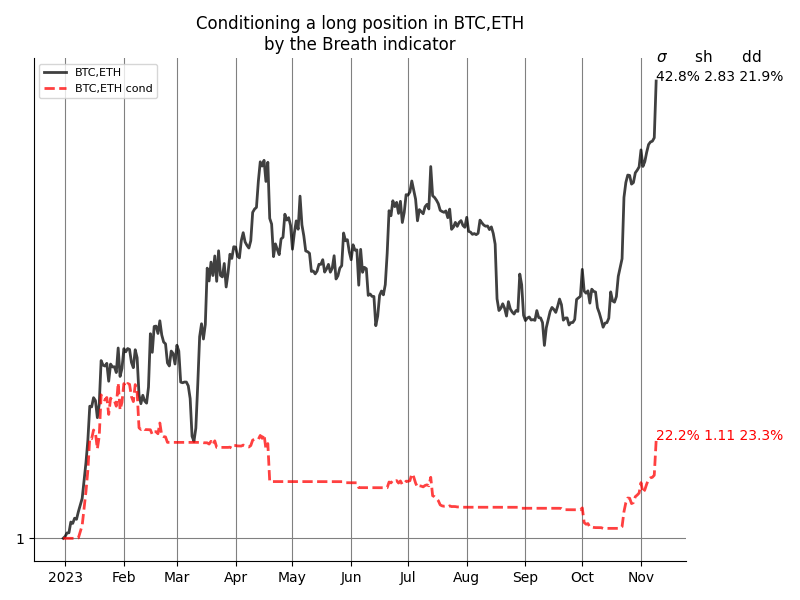 Conditioning a long position in BTC,ETH
by the Breath indicator
σ sh dd
42.8% 2.83 21.9%
BTC,ETH
BTC,ETH cond
22.2% 1.11 23.3%
1
2023 Feb Mar Apr May Jun Jul Aug Sep Oct Nov